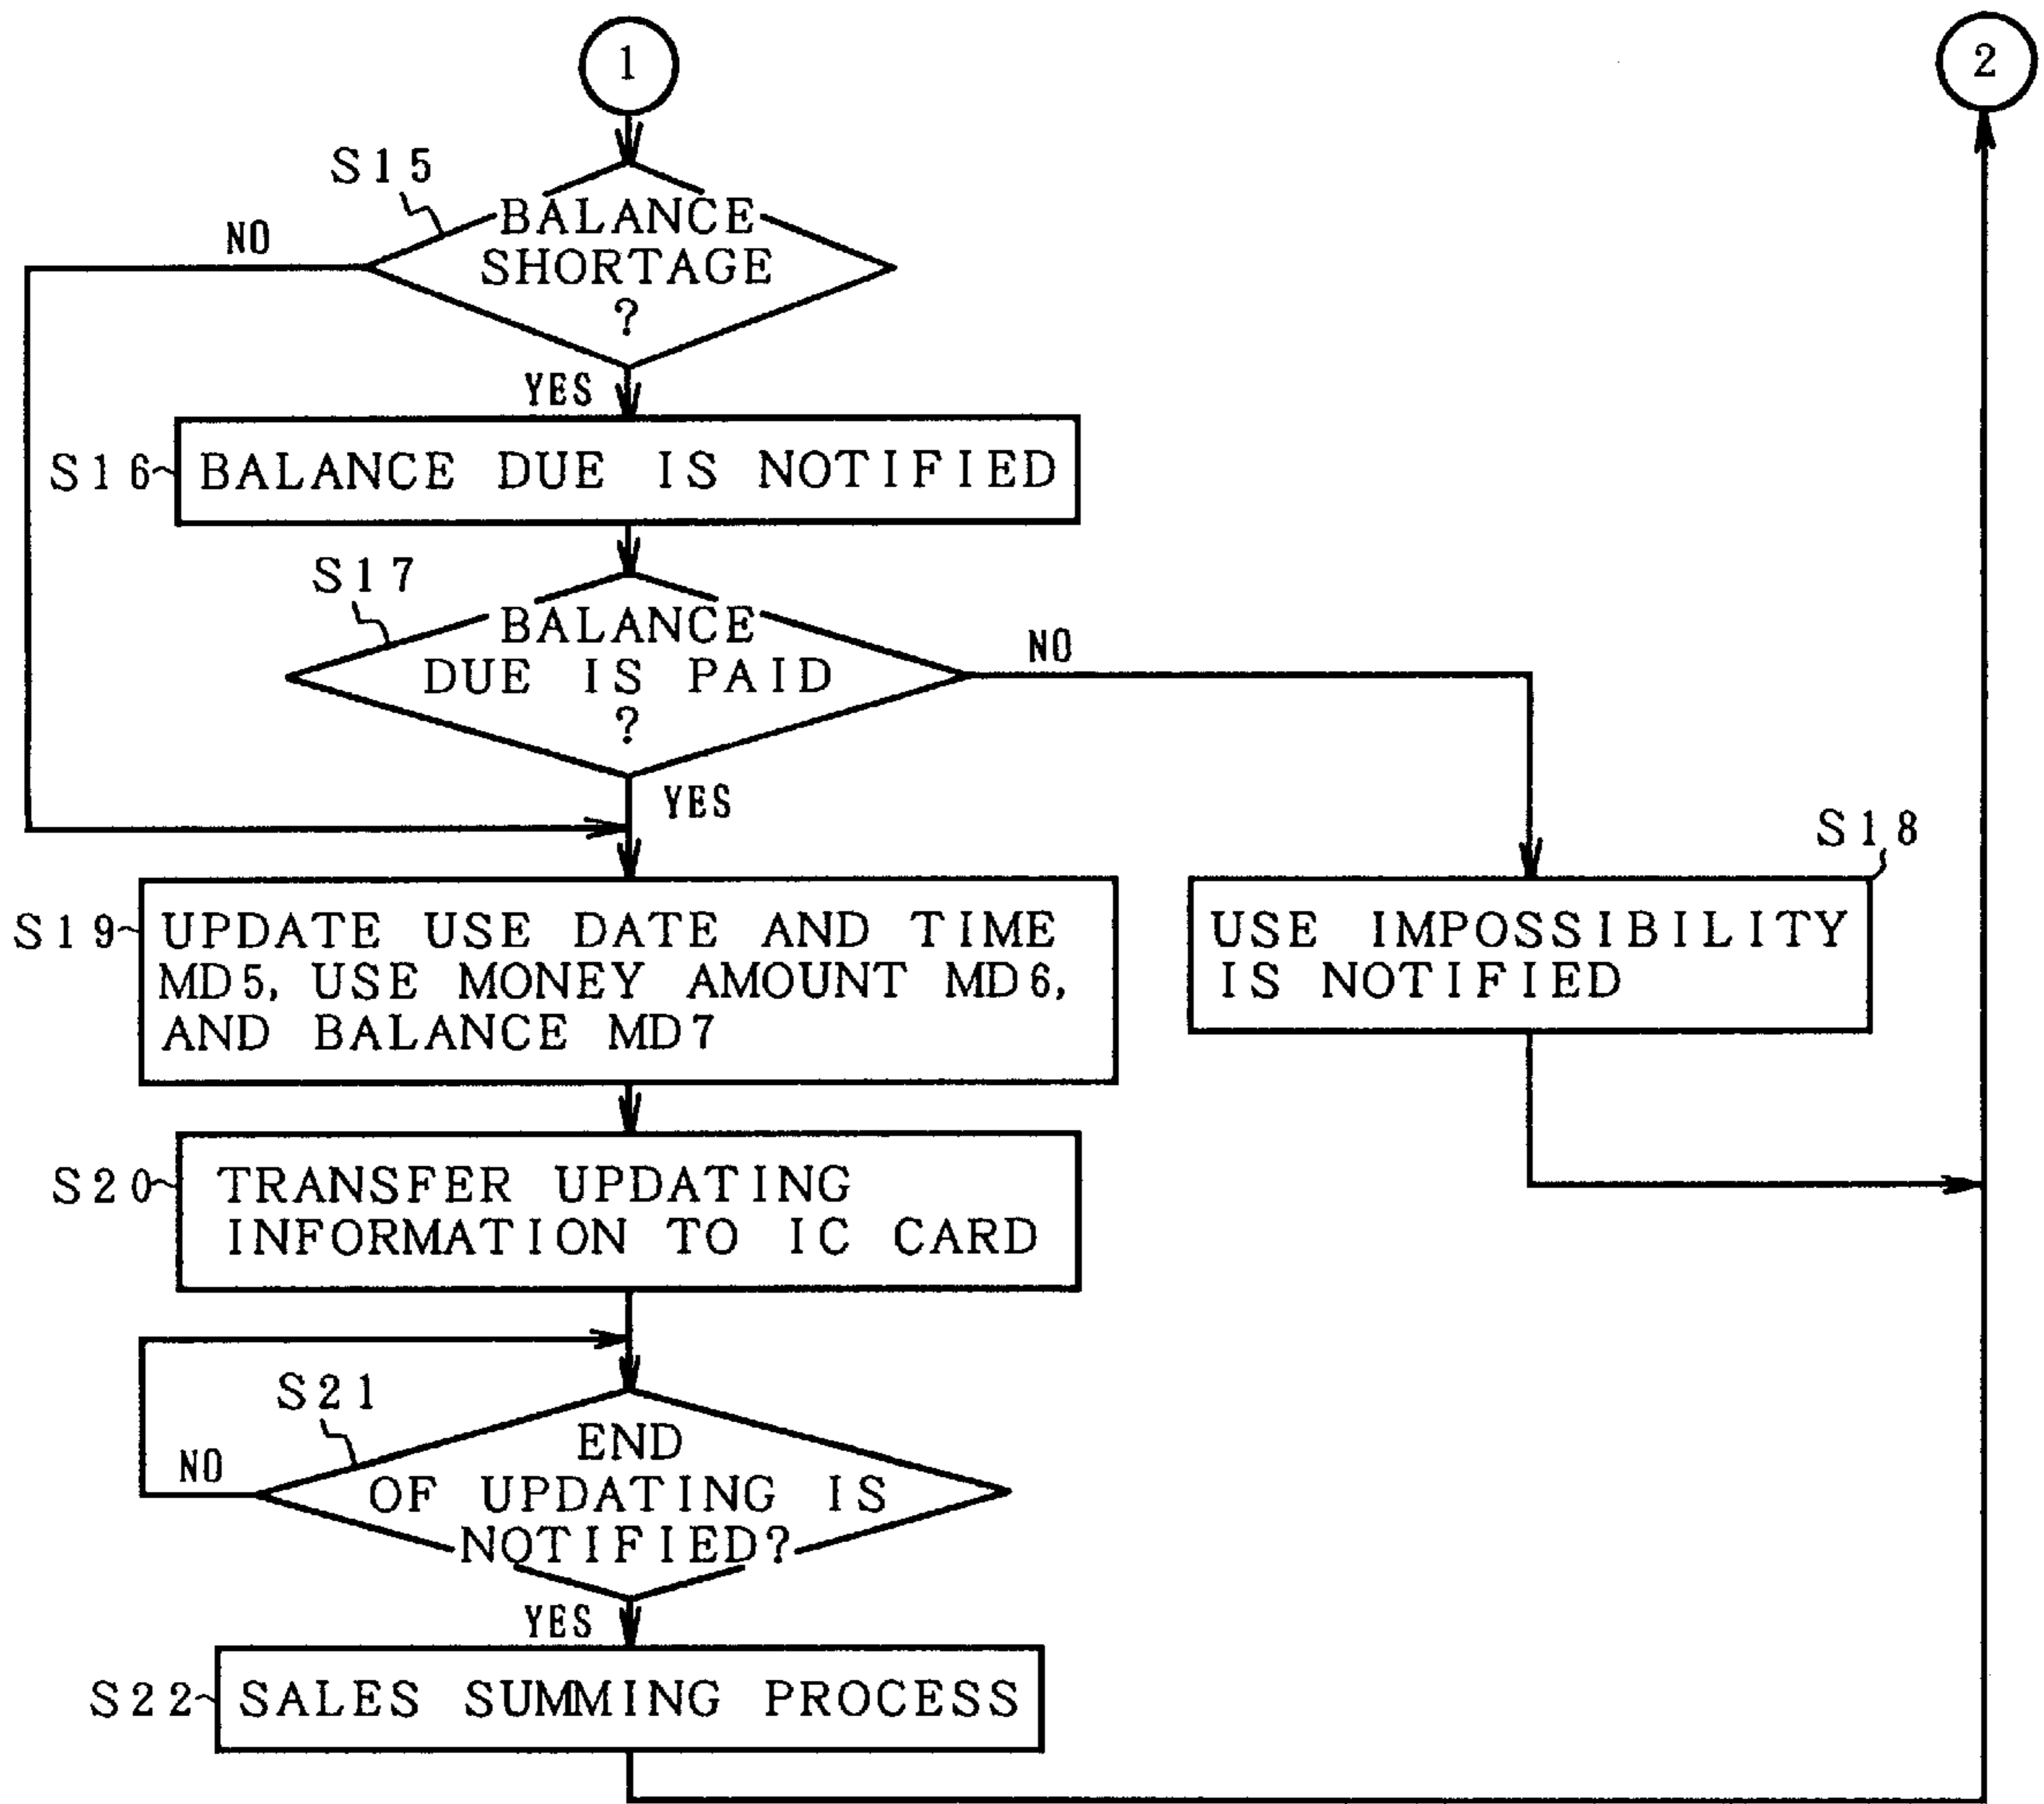 1
2
S15
BALANCE
SHORTAGE
?
NO
YES
S16
BALANCE DUE IS NOTIFIED
S17
BALANCE
DUE IS PAID
?
NO
YES
S18
USE IMPOSSIBILITY
IS NOTIFIED
S19
UPDATE USE DATE AND TIME
MD5, USE MONEY AMOUNT MD6,
AND BALANCE MD7
S20
TRANSFER UPDATING
INFORMATION TO IC CARD
S21
END
OF UPDATING IS
NOTIFIED?
NO
YES
S22
SALES SUMMING PROCESS